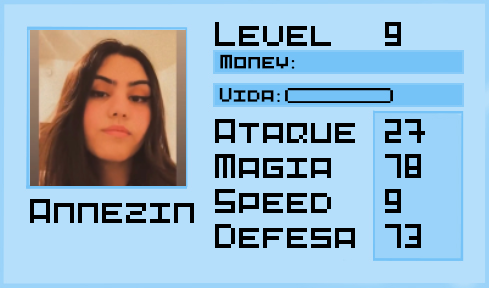 Level 9
Money:
Vida:
Ataque 27
Magia 78
Speed 9
Defesa 73
Annezin